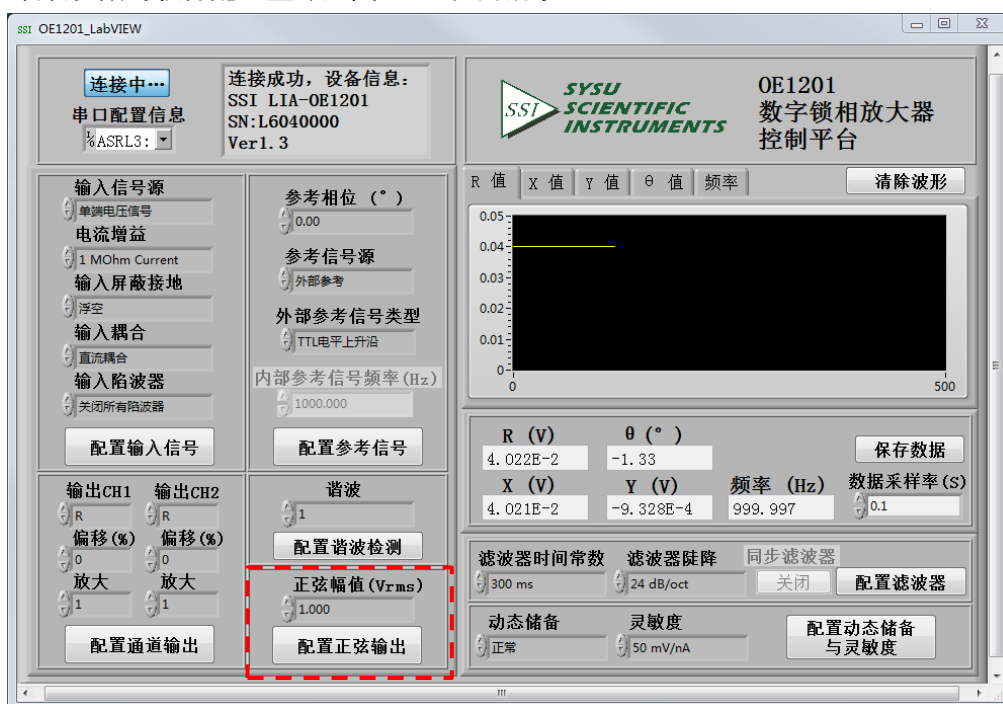 SSI OE1201_LabVIEW
连接中…
串口配置信息
ASRL3:
连接成功，设备信息：
SSI LIA-OE1201
SN:L6040000
Ver1.3
SSI
SYSU
SCIENTIFIC
INSTRUMENTS
OE1201
数字锁相放大器
控制平台
输入信号源
单端电压信号
电流增益
1 MOhm Current
输入屏蔽接地
浮空
输入耦合
直流耦合
输入陷波器
关闭所有陷波器
配置输入信号
参考相位 (°)
0.00
参考信号源
外部参考
外部参考信号类型
TTL电平上升沿
内部参考信号频率(Hz)
1000.000
配置参考信号
R 值 X 值 Y 值 θ 值 频率
清除波形
0.05
0.04
0.03
0.02
0.01
0
0 500
R (V) θ (°)
4.022E-2 -1.33
X (V) Y (V) 频率 (Hz)
4.021E-2 -9.328E-4 999.997
保存数据
数据采样率(S)
0.1
输出CH1 输出CH2
R R
偏移(%) 偏移(%)
0 0
放大 放大
1 1
配置通道输出
谐波
1
配置谐波检测
正弦幅值(Vrms)
1.000
配置正弦输出
滤波器时间常数 滤波器陡降 同步滤波器
300 ms 24 dB/oct 关闭 配置滤波器
动态储备 灵敏度
正常 50 mV/nA
配置动态储备
与灵敏度